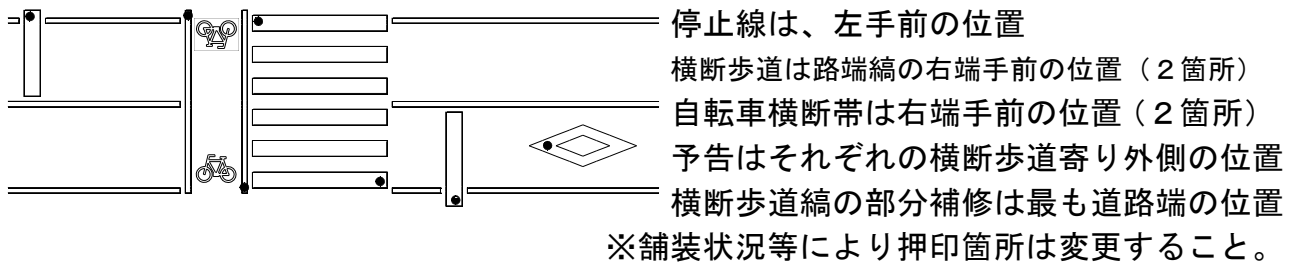 停止線は、左手前の位置
横断歩道は路端縞の右端手前の位置（２箇所）
自転車横断帯は右端手前の位置（２箇所）
予告はそれぞれの横断歩道寄り外側の位置
横断歩道縞の部分補修は最も道路端の位置
※舗装状況等により押印箇所は変更すること。